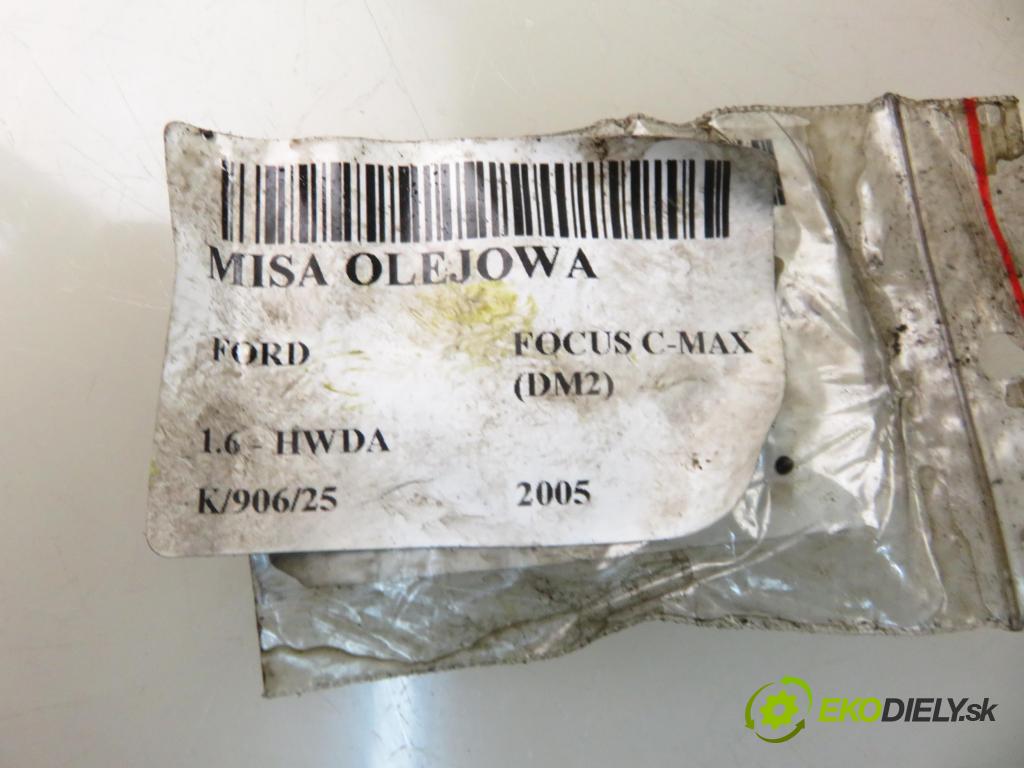 MISA OLEJOWA
FORD FOCUS C-MAX
(DM2)
1.6 - HWDA
K/906/25 2005
EKODIELY.sk